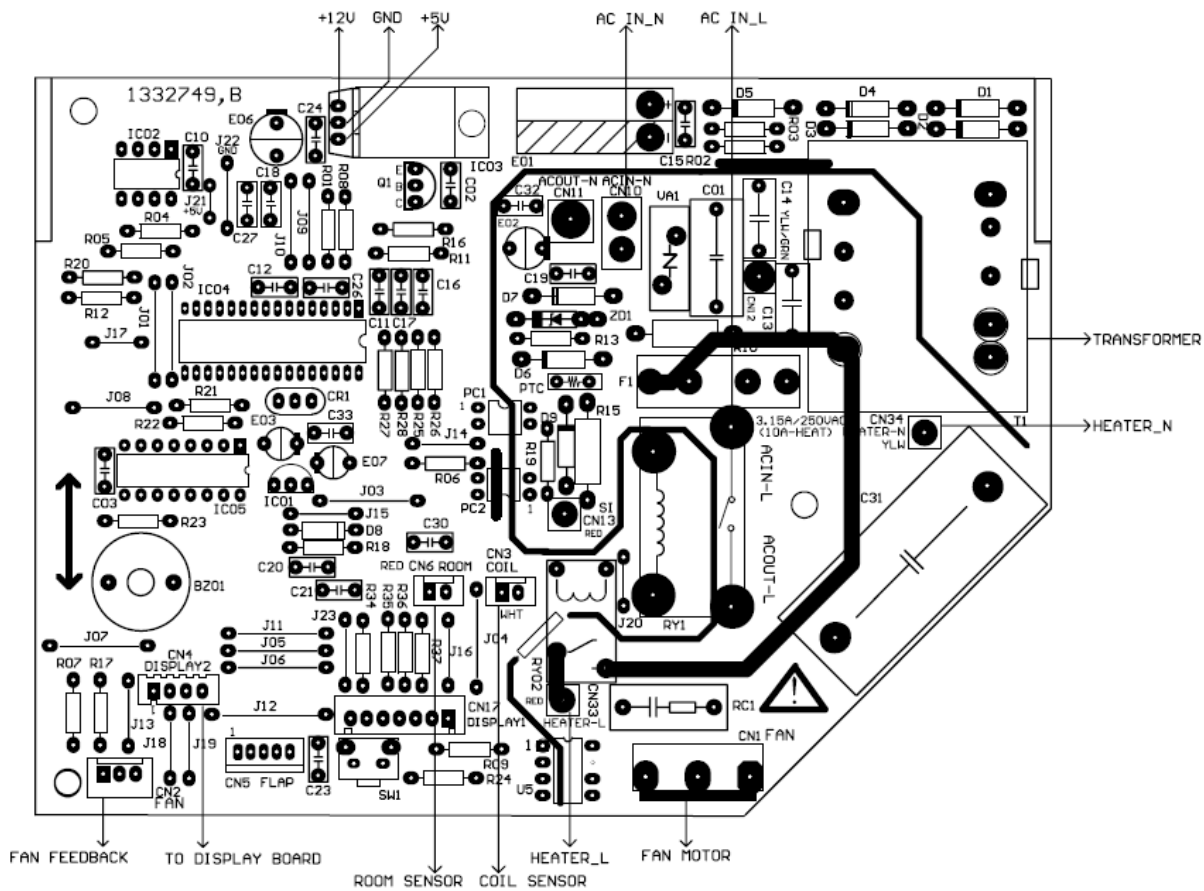 +12V GND +5V AC IN_N AC IN_L
1332749,B
E06 C24
IC02 C10 J22 GND
C18 R01 R08 Q1 E B C C02 IC03
E01 C15 R02 D5 R03 D3 D4 D2 D1
J21 +5V C27 J10 J09
R04
R05
R16
R11
C32 ACOUT-N CN11 ACIN-N CN10 VA1 C01 C14 YLW/GRN
E02
C19 CN12 C13
R20 J02 IC04 C12 C26 C16
R12 J01 C11 C17
D7
ZD1
J17 R13
D6
TRANSFORMER
PTC F1
J08 R21 CR1 R27 R28 R25 R26
R22 E03 C33
PC1 1 D9 R15
3.15A/250VAC
(10A-HEAT)
CN34
HEATER-N
YLW
T1
HEATER_N
J14
C03 E07 R06 R19
IC05 IC01 J03 PC2 1 SI ACIN-L C31
R23 J15 CN13
RED
D8
R18 C30
BZ01 C20 RED CN6 ROOM CN3 COIL ACOUT-L
C21 WHT
R34 R35 R36 R37 J23 J16 J04 J20 RY1
J11
J05
J06
J07
R07 R17 CN4
DISPLAY2
1
RY02 RED CN33 RC1
J13 J18 J19 J12 CN17
DISPLAY1
HEATER-L
CN1 FAN
1 CN5 FLAP C23 SW1 R09
R24 U5 1
CN2
FAN
FAN FEEDBACK TO DISPLAY BOARD HEATER_L FAN MOTOR
ROOM SENSOR COIL SENSOR